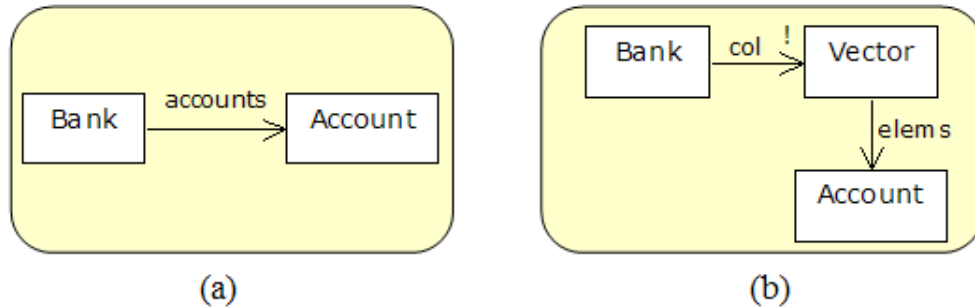 Bank
accounts
Account
(a)
Bank
col
!
Vector
elems
Account
(b)